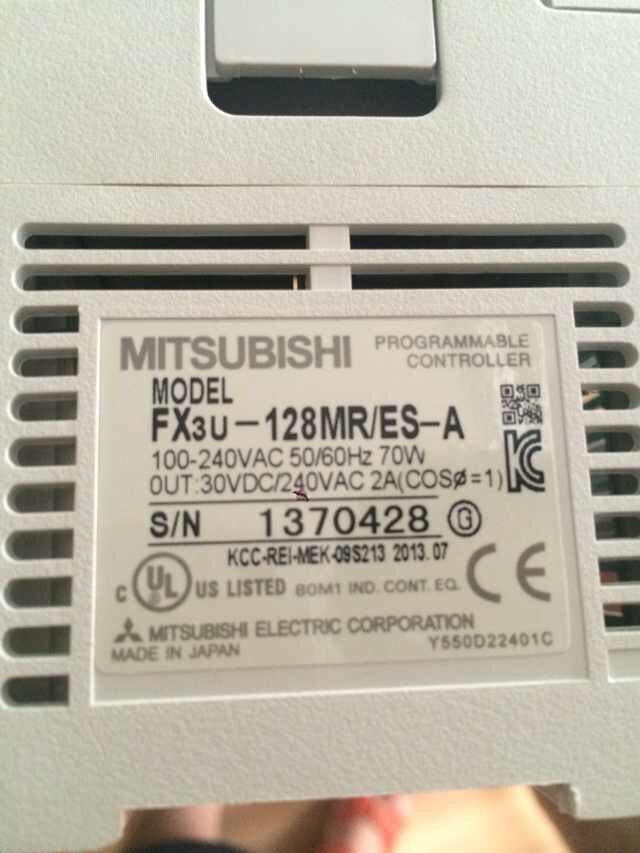 MITSUBISHI PROGRAMMABLE CONTROLLER
MODEL
FX3U-128MR/ES-A
100-240VAC 50/60Hz 70W
OUT:30VDC/240VAC 2A(COSø=1)
S/N 1370428 G
KCC-REI-MEK-09S213 2013.07
C UL US LISTED 80M1 IND. CONT. EQ. CE
MITSUBISHI ELECTRIC CORPORATION
MADE IN JAPAN Y550D22401C